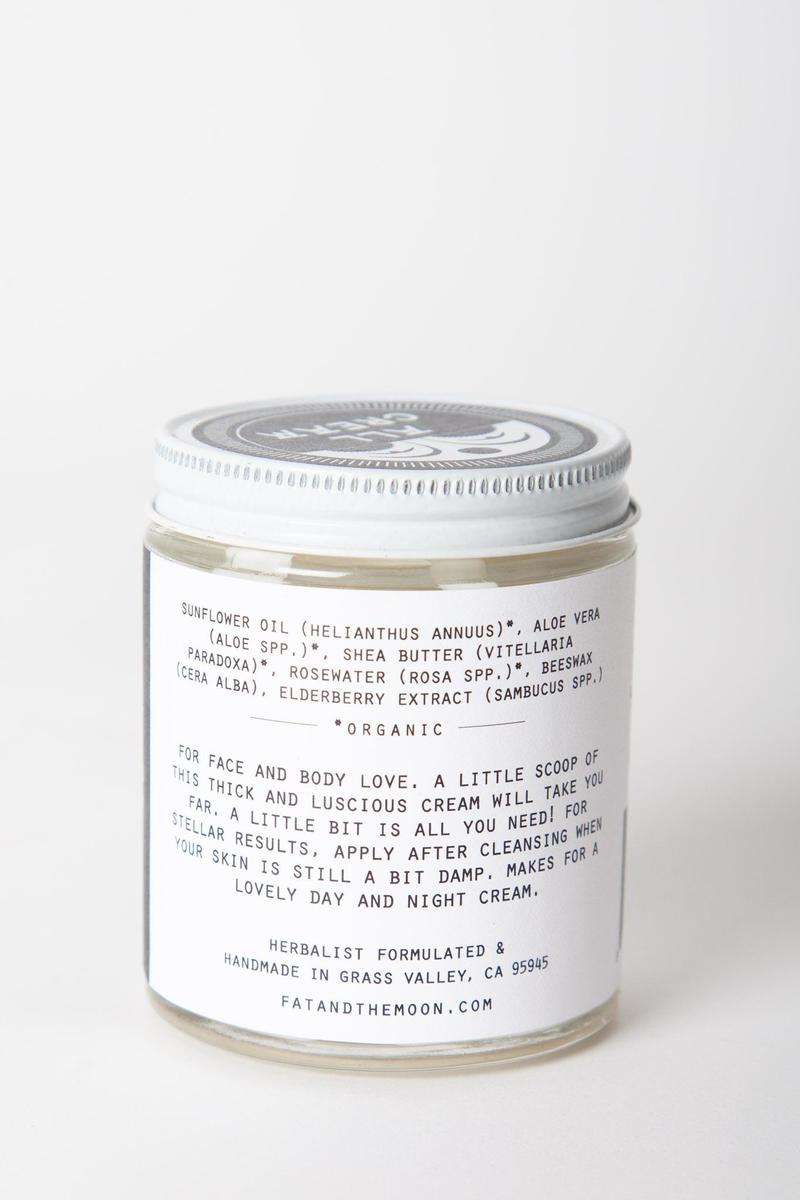 ALL
CREAM
SUNFLOWER OIL (HELIANTHUS ANNUUS)*, ALOE VERA
(ALOE SPP.)*, SHEA BUTTER (VITELLARIA
PARADOXA)*, ROSEWATER (ROSA SPP.)*, BEESWAX
(CERA ALBA), ELDERBERRY EXTRACT (SAMBUCUS SPP.)
*ORGANIC
FOR FACE AND BODY LOVE. A LITTLE SCOOP OF
THIS THICK AND LUSCIOUS CREAM WILL TAKE YOU
FAR. A LITTLE BIT IS ALL YOU NEED! FOR
STELLAR RESULTS, APPLY AFTER CLEANSING WHEN
YOUR SKIN IS STILL A BIT DAMP. MAKES FOR A
LOVELY DAY AND NIGHT CREAM.
HERBALIST FORMULATED &
HANDMADE IN GRASS VALLEY, CA 95945
FATANDTHEMOON.COM